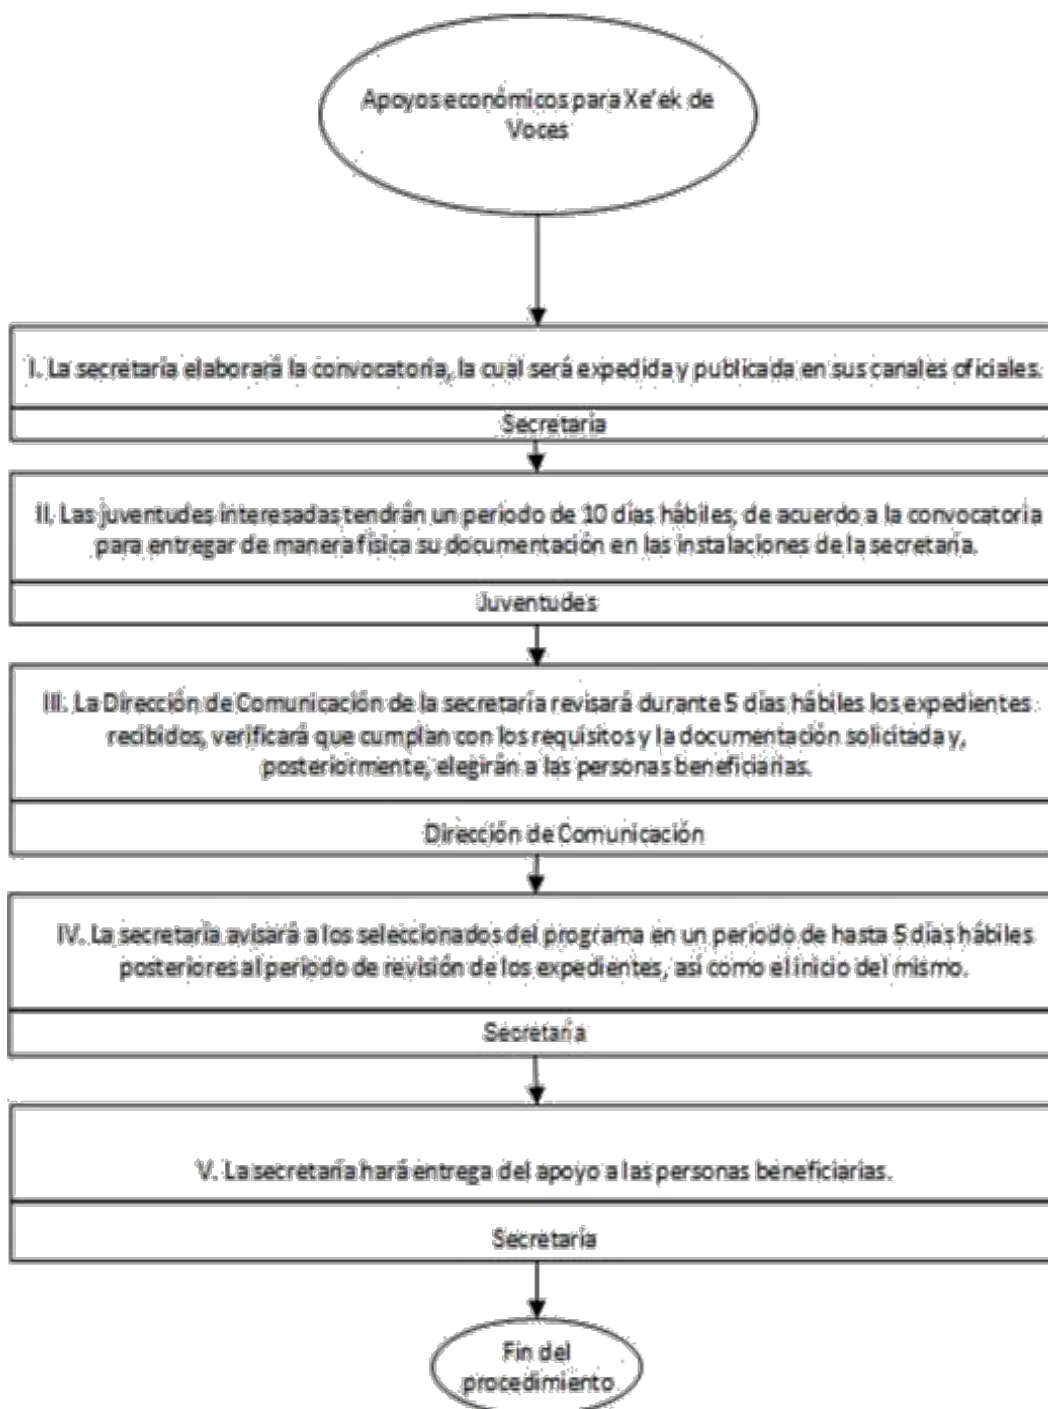 Apoyos económicos para Xe'ek de
Voces
I. La secretaría elaborará la convocatoria, la cual será expedida y publicada en sus canales oficiales.
Secretaría
II. Las juventudes interesadas tendrán un periodo de 10 días hábiles, de acuerdo a la convocatoria
para entregar de manera física su documentación en las instalaciones de la secretaría.
Juventudes
III. La Dirección de Comunicación de la secretaría revisará durante 5 días hábiles los expedientes
recibidos, verificará que cumplan con los requisitos y la documentación solicitada y,
posteriormente, elegirán a las personas beneficiarias.
Dirección de Comunicación
IV. La secretaría avisará a los seleccionados del programa en un periodo de hasta 5 días hábiles
posteriores al periodo de revisión de los expedientes, así como el inicio del mismo.
Secretaría
V. La secretaría hará entrega del apoyo a las personas beneficiarias.
Secretaría
Fin del
procedimiento